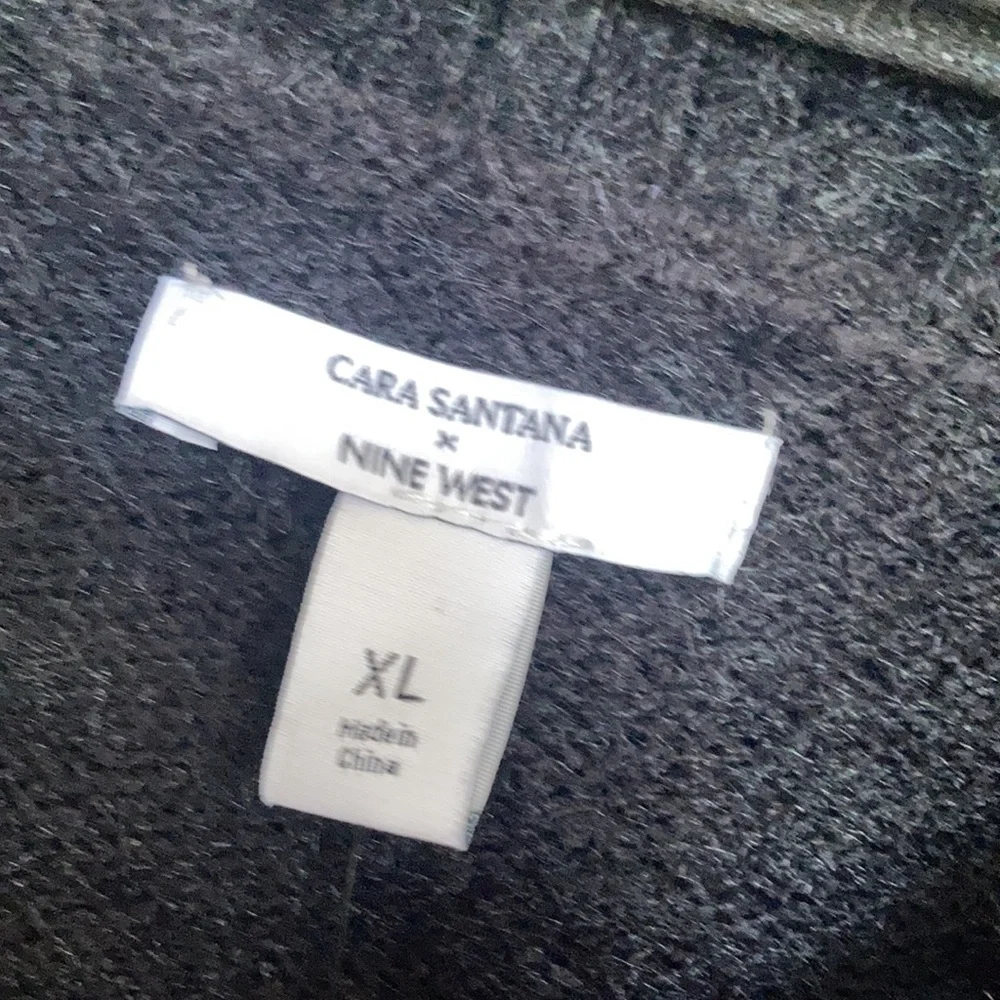 CARA SANTANA
×
NINE WEST
XL
Made in
China